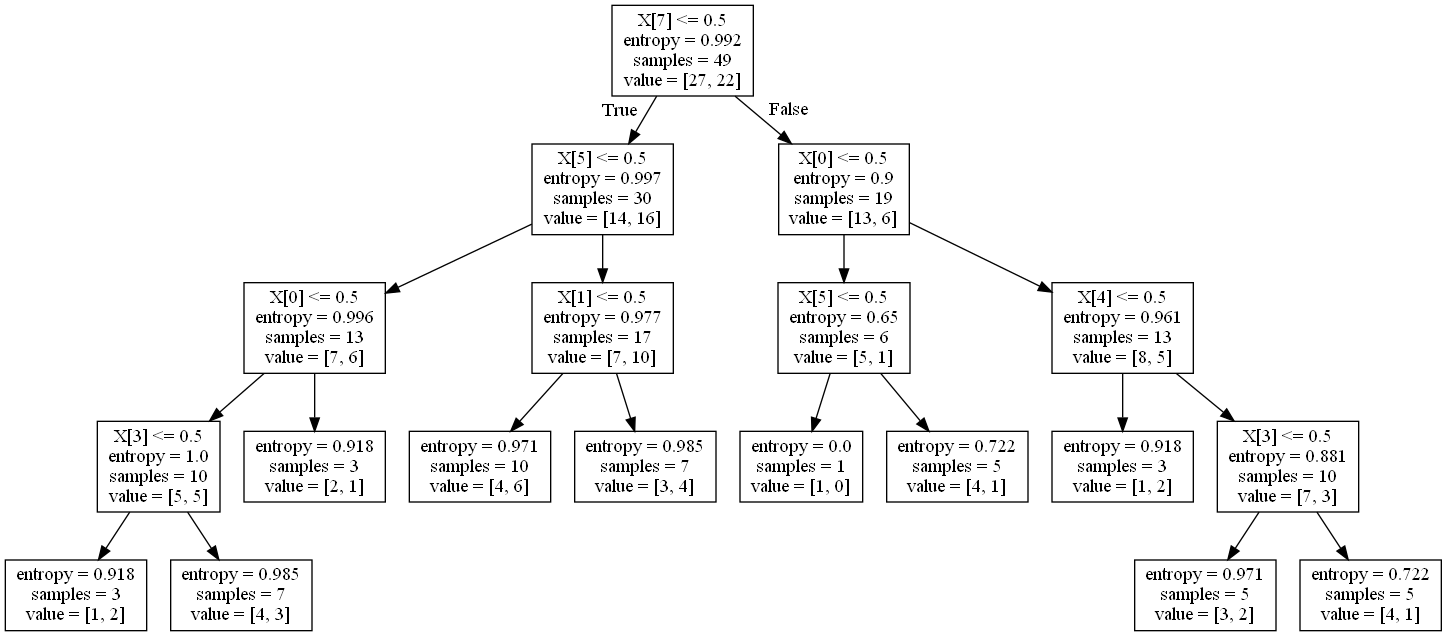 X[7] <= 0.5
entropy = 0.992
samples = 49
value = [27, 22]
True
False
X[5] <= 0.5
entropy = 0.997
samples = 30
value = [14, 16]
X[0] <= 0.5
entropy = 0.9
samples = 19
value = [13, 6]
X[0] <= 0.5
entropy = 0.996
samples = 13
value = [7, 6]
X[1] <= 0.5
entropy = 0.977
samples = 17
value = [7, 10]
X[5] <= 0.5
entropy = 0.65
samples = 6
value = [5, 1]
X[4] <= 0.5
entropy = 0.961
samples = 13
value = [8, 5]
X[3] <= 0.5
entropy = 1.0
samples = 10
value = [5, 5]
entropy = 0.918
samples = 3
value = [2, 1]
entropy = 0.971
samples = 10
value = [4, 6]
entropy = 0.985
samples = 7
value = [3, 4]
entropy = 0.0
samples = 1
value = [1, 0]
entropy = 0.722
samples = 5
value = [4, 1]
entropy = 0.918
samples = 3
value = [1, 2]
X[3] <= 0.5
entropy = 0.881
samples = 10
value = [7, 3]
entropy = 0.918
samples = 3
value = [1, 2]
entropy = 0.985
samples = 7
value = [4, 3]
entropy = 0.971
samples = 5
value = [3, 2]
entropy = 0.722
samples = 5
value = [4, 1]